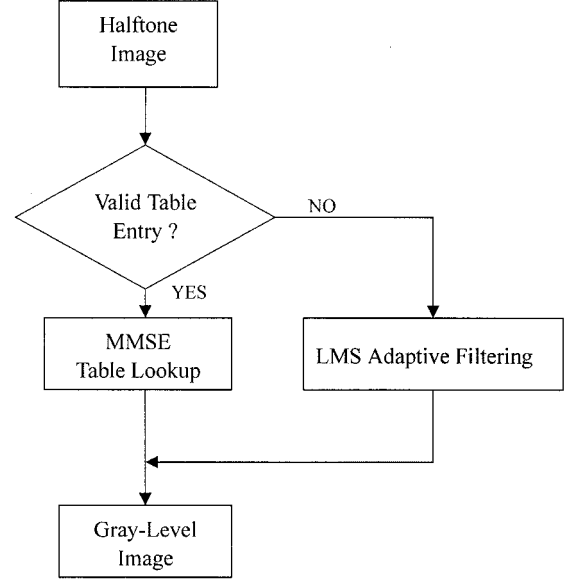 Halftone
Image
Valid Table
Entry ?
NO
YES
MMSE
Table Lookup
LMS Adaptive Filtering
Gray-Level
Image